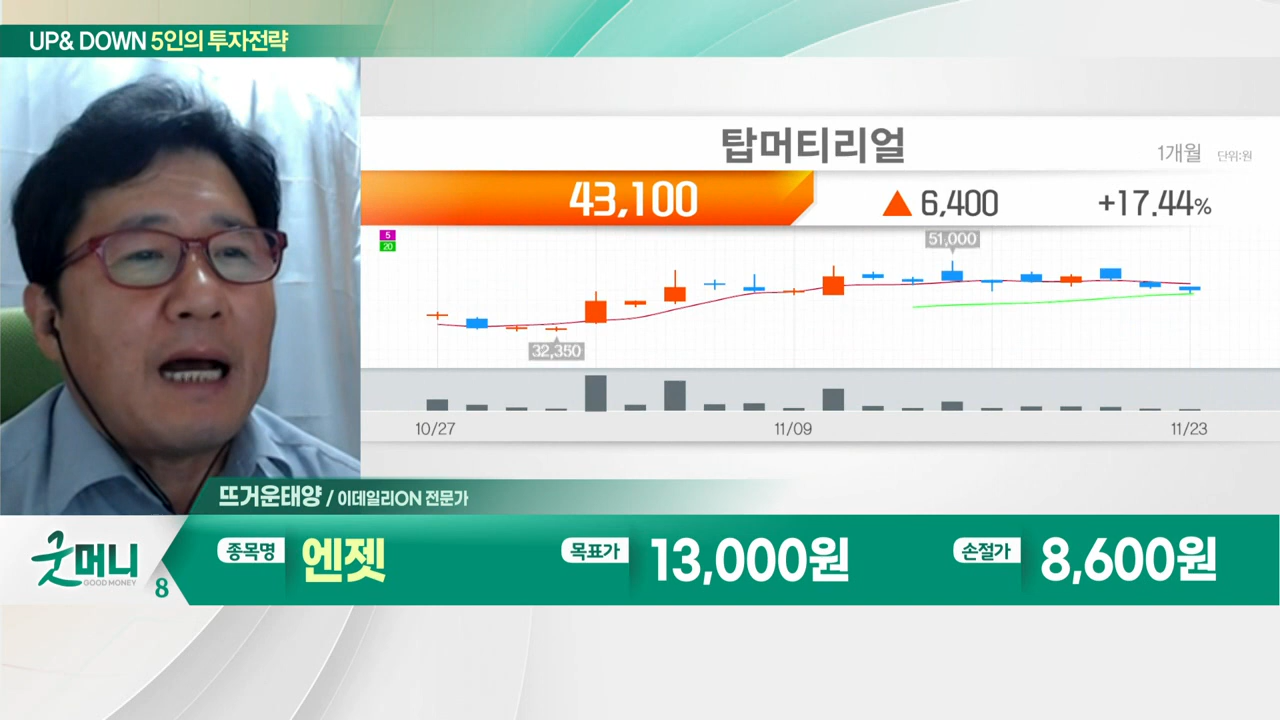 UP& DOWN 5인의 투자전략
탑머티리얼
1개월 단위:원
43,100 ▲ 6,400 +17.44%
5
20
51,000
32,350
10/27 11/09 11/23
뜨거운태양 / 이데일리ON 전문가
굿머니
GOOD MONEY
8
종목명 엔젯 목표가 13,000원 손절가 8,600원